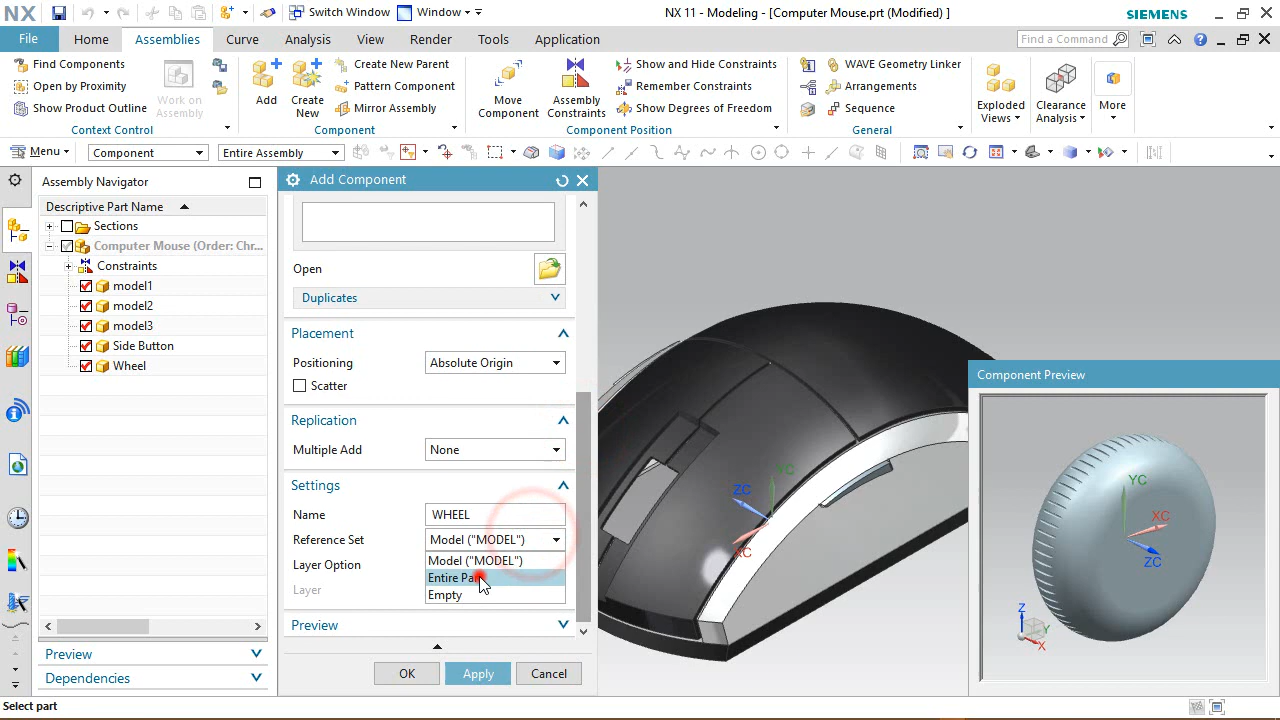 NX Switch Window Window NX 11 - Modeling - [Computer Mouse.prt (Modified) ] SIEMENS
File Home Assemblies Curve Analysis View Render Tools Application Find a Command
Find Components
Open by Proximity
Show Product Outline
Work on
Assembly
Context Control
Add
Create
New
Create New Parent
Pattern Component
Mirror Assembly
Component
Move
Component
Assembly
Constraints
Show and Hide Constraints
Remember Constraints
Show Degrees of Freedom
Component Position
WAVE Geometry Linker
Arrangements
Sequence
General
Exploded
Views
Clearance
Analysis
More
Menu Component Entire Assembly
Assembly Navigator
Descriptive Part Name
Sections
Computer Mouse (Order: Chr...
Constraints
model1
model2
model3
Side Button
Wheel
Preview
Dependencies
Add Component
Open
Duplicates
Placement
Positioning Absolute Origin
Scatter
Replication
Multiple Add None
Settings
Name WHEEL
Reference Set Model ("MODEL")
Model ("MODEL")
Layer Option
Empty
Layer
Preview
OK Apply Cancel
YC
ZC
XC
Z
Y
X
Component Preview
YC
XC
ZC
Select part